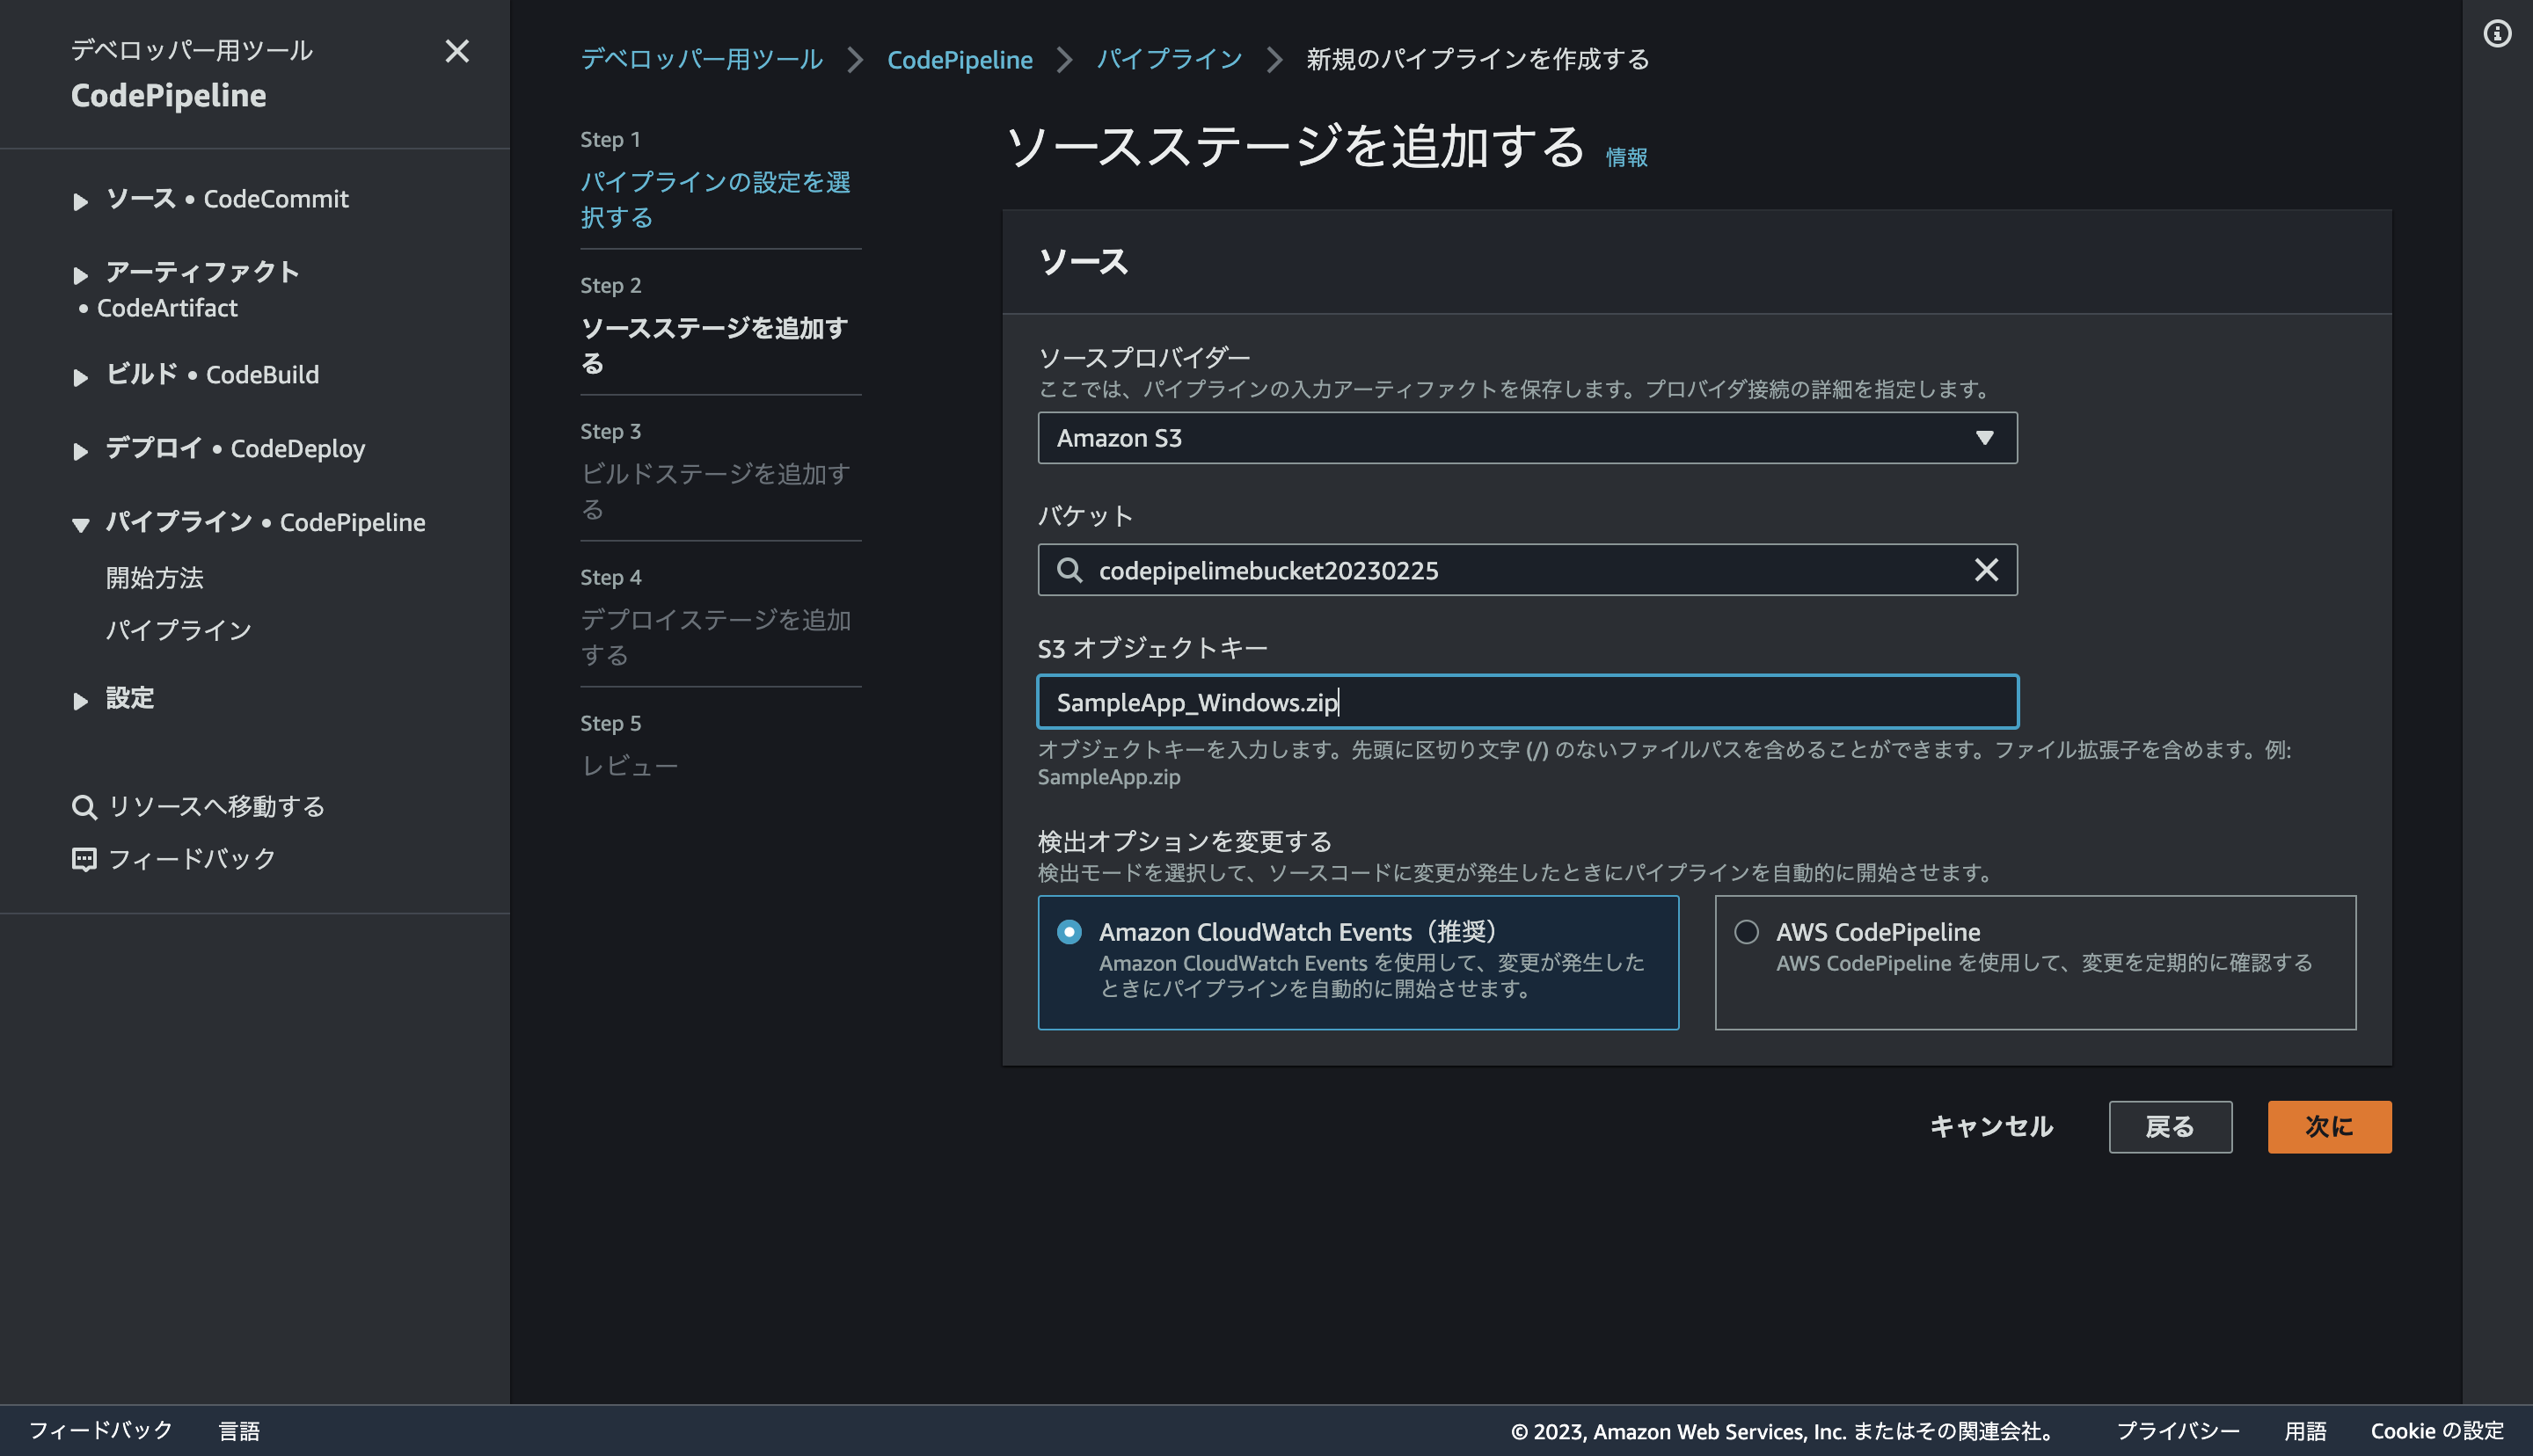 デベロッパー用ツール
CodePipeline
ソース • CodeCommit
アーティファクト
• CodeArtifact
ビルド • CodeBuild
デプロイ • CodeDeploy
パイプライン • CodePipeline
開始方法
パイプライン
設定
リソースへ移動する
フィードバック
デベロッパー用ツール > CodePipeline > パイプライン > 新規のパイプラインを作成する
Step 1
パイプラインの設定を選
択する
Step 2
ソースステージを追加す
る
Step 3
ビルドステージを追加す
る
Step 4
デプロイステージを追加
する
Step 5
レビュー
ソースステージを追加する 情報
ソース
ソースプロバイダー
ここでは、パイプラインの入力アーティファクトを保存します。プロバイダ接続の詳細を指定します。
Amazon S3
バケット
codepipelimebucket20230225
S3 オブジェクトキー
SampleApp_Windows.zip
オブジェクトキーを入力します。先頭に区切り文字 (/) のないファイルパスを含めることができます。ファイル拡張子を含めます。例:
SampleApp.zip
検出オプションを変更する
検出モードを選択して、ソースコードに変更が発生したときにパイプラインを自動的に開始させます。
Amazon CloudWatch Events（推奨）
Amazon CloudWatch Events を使用して、変更が発生した
ときにパイプラインを自動的に開始させます。
AWS CodePipeline
AWS CodePipeline を使用して、変更を定期的に確認する
キャンセル 戻る 次に
フィードバック 言語 © 2023, Amazon Web Services, Inc. またはその関連会社。 プライバシー 用語 Cookie の設定